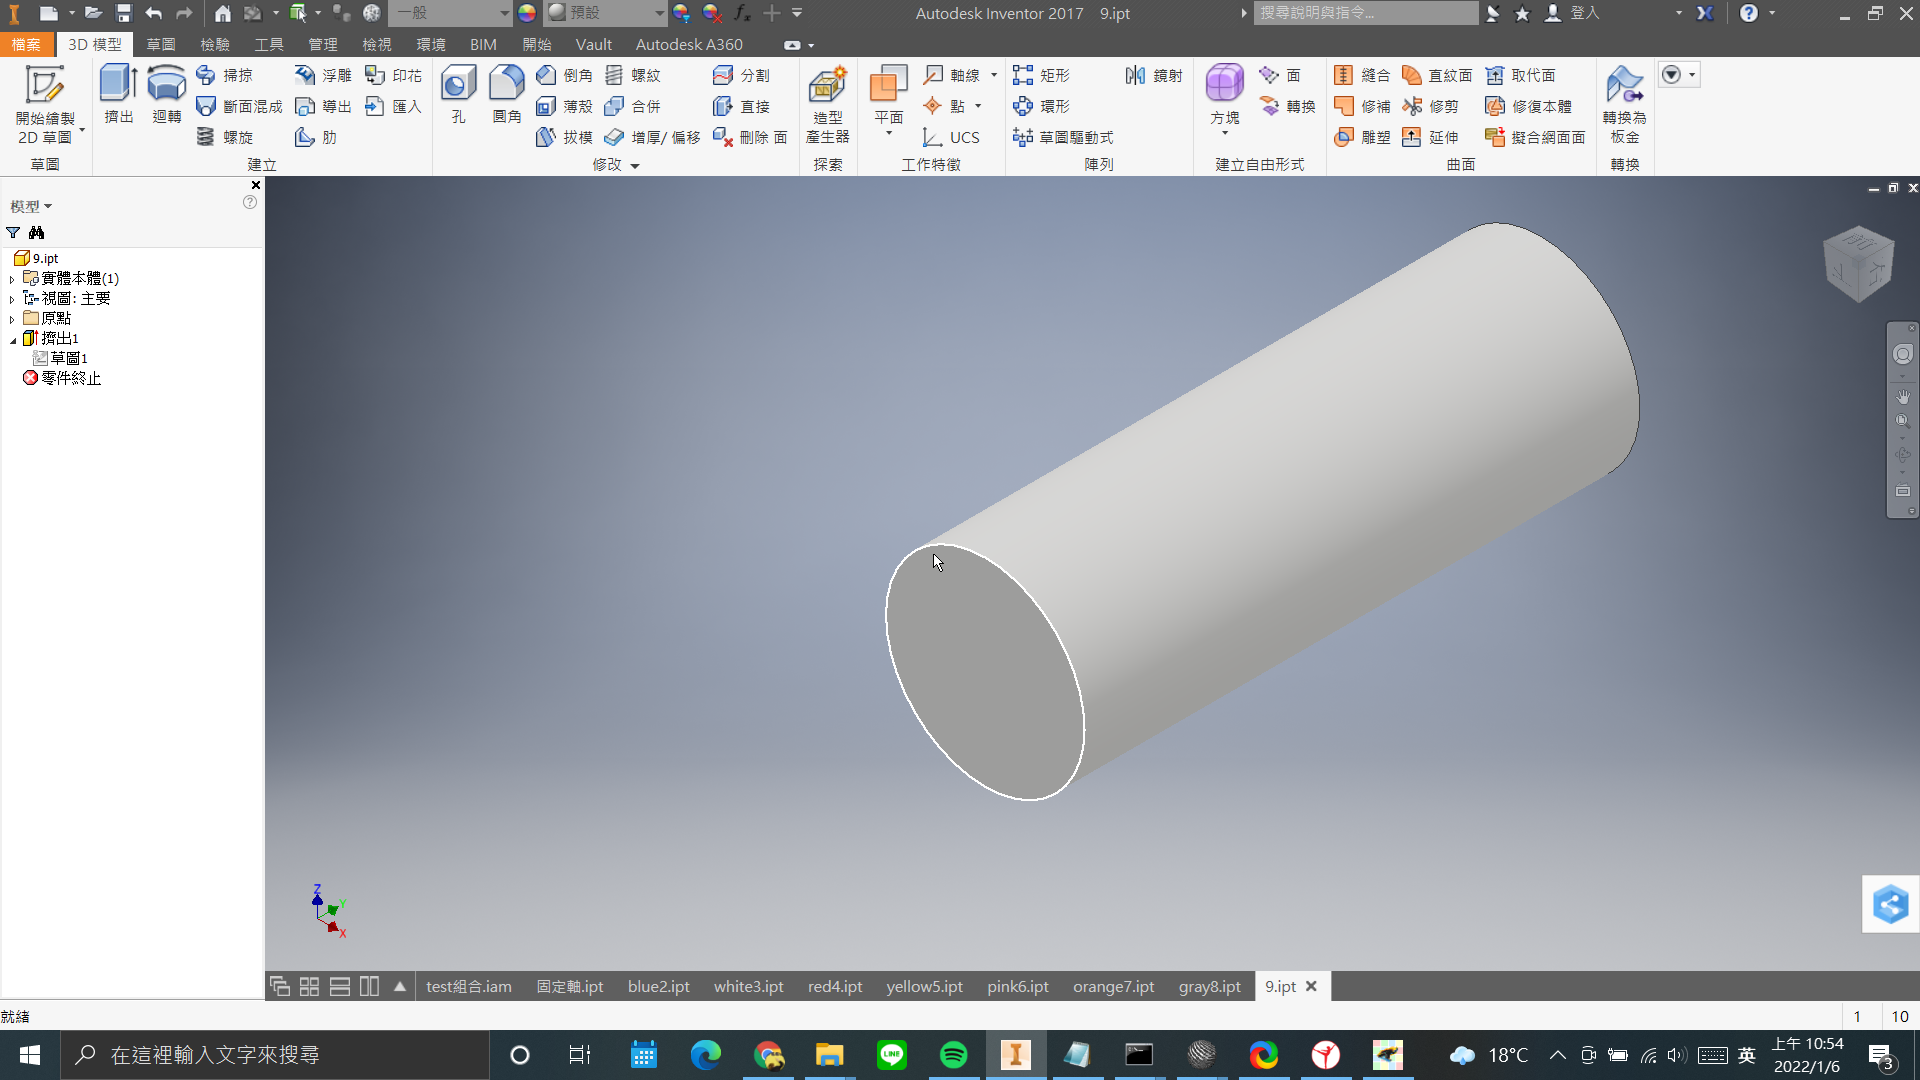 一般
預設
Autodesk Inventor 2017 9.ipt
搜尋說明與指令...
登入
檔案 3D 模型 草圖 檢驗 工具 管理 檢視 環境 BIM 開始 Vault Autodesk A360
開始繪製
2D 草圖
草圖
擠出 迴轉 掃掠 浮雕 印花
斷面混成 導出 匯入
螺旋 肋
建立
孔 圓角 倒角 螺紋 分割
薄殼 合併 直接
拔模 增厚/ 偏移 刪除 面
修改
造型
產生器
探索
平面 軸線
點
UCS
工作特徵
矩形 鏡射
環形
草圖驅動式
陣列
方塊 面
轉換
建立自由形式
縫合 直紋面 取代面
修補 修剪 修復本體
雕塑 延伸 擬合網面面
曲面
轉換為
板金
轉換
模型
9.ipt
實體本體(1)
視圖: 主要
原點
擠出1
草圖1
零件終止
Z
Y
X
test組合.iam 固定軸.ipt blue2.ipt white3.ipt red4.ipt yellow5.ipt pink6.ipt orange7.ipt gray8.ipt 9.ipt
就緒
1 10
在這裡輸入文字來搜尋
LINE
18°C
英
上午 10:54
2022/1/6
3